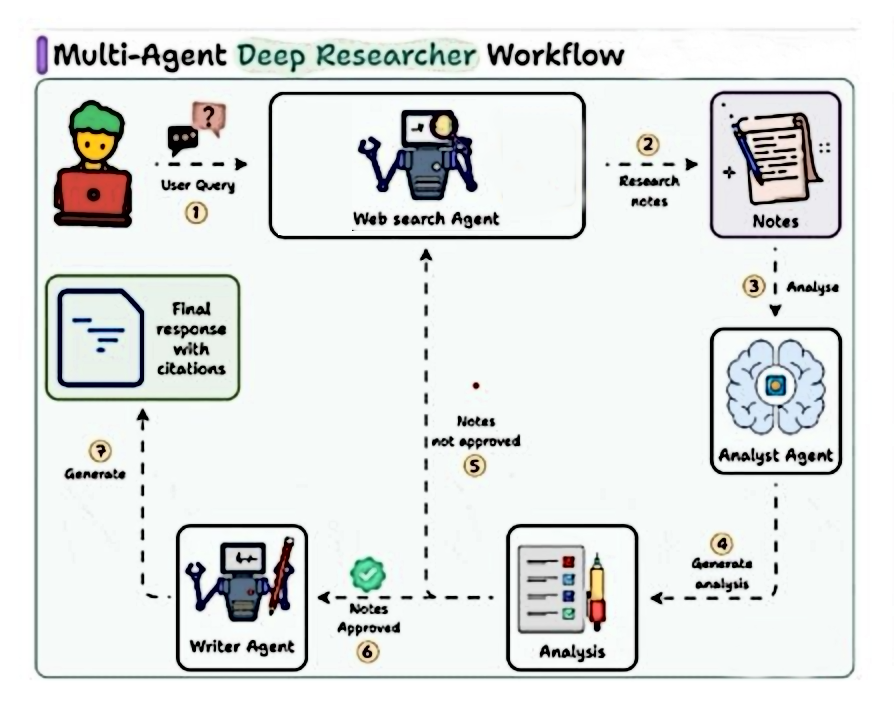 Multi-Agent Deep Researcher Workflow
?
User Query
1
Web search Agent
2
Research
notes
Notes
3 Analyse
Final
response
with
citations
Analyst Agent
Notes
not approved
5
7
Generate
4
Generate
analysis
Writer Agent
Notes
Approved
6
Analysis